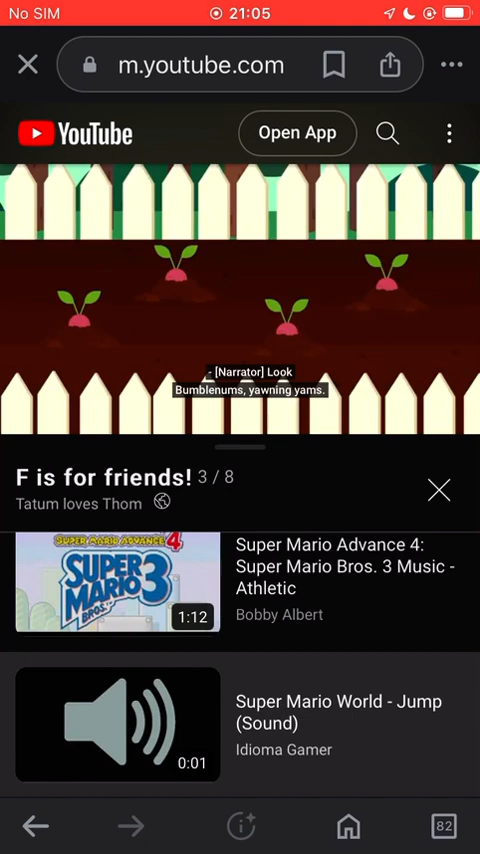 No SIM
21:05
m.youtube.com
YouTube
Open App
- [Narrator] Look
Bumblenums, yawning yams.
F is for friends! 3 / 8
Tatum loves Thom
SUPER MARIO ADVANCE 4
SUPER
MARIO 3
BROS.
1:12
Super Mario Advance 4:
Super Mario Bros. 3 Music -
Athletic
Bobby Albert
0:01
Super Mario World - Jump
(Sound)
Idioma Gamer
82